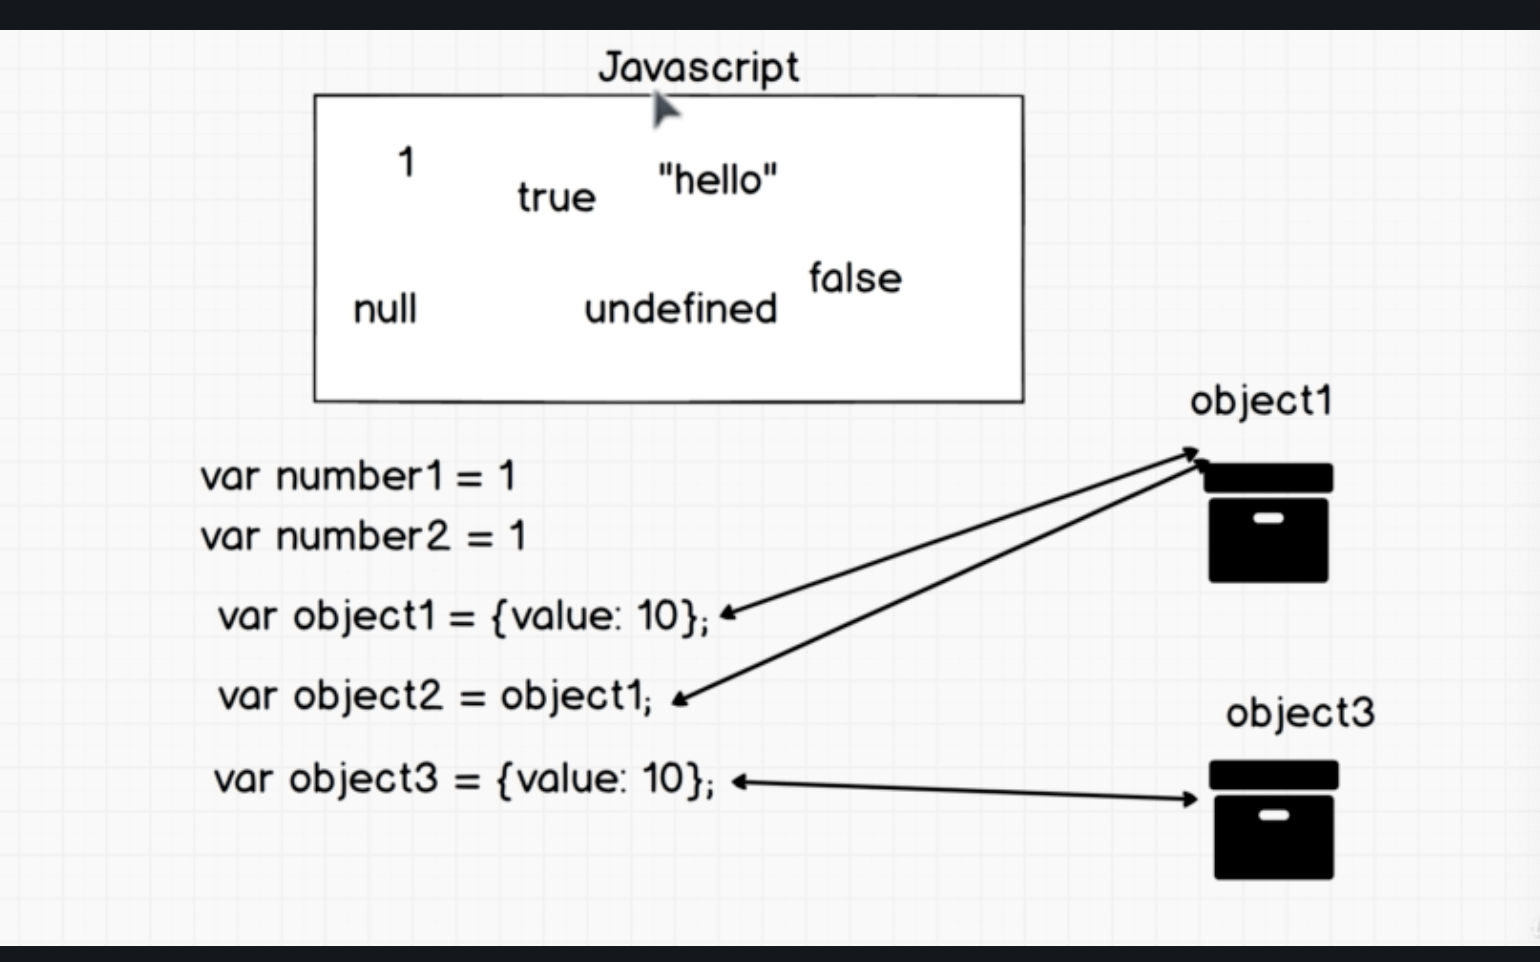 Javascript
1
true
"hello"
null
undefined
false
object1
var number1 = 1
var number2 = 1
var object1 = {value: 10};
var object2 = object1;
object3
var object3 = {value: 10};